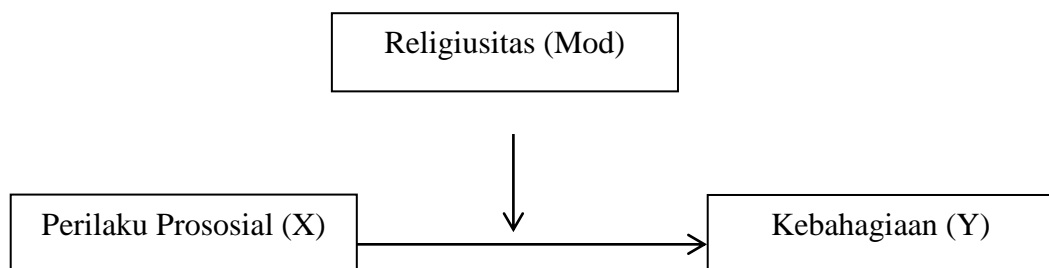 Religiusitas (Mod)
Perilaku Prososial (X)
Kebahagiaan (Y)